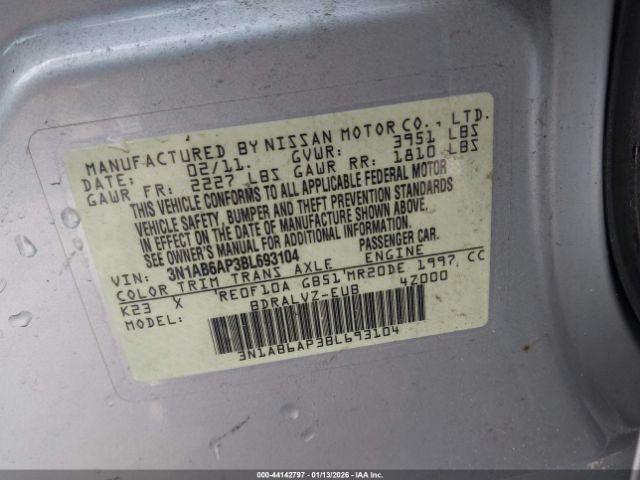 MANUFACTURED BY NISSAN MOTOR CO., LTD.
DATE: 02/11. GVWR: 3951 LBS
GAWR FR: 2227 LBS GAWR RR: 1810 LBS
THIS VEHICLE CONFORMS TO ALL APPLICABLE FEDERAL MOTOR
VEHICLE SAFETY, BUMPER AND THEFT PREVENTION STANDARDS
IN EFFECT ON THE DATE OF MANUFACTURE SHOWN ABOVE.
SEE OWNER'S MANUAL FOR ADDITIONAL INFORMATION.
VIN: 3N1AB6AP3BL693104 PASSENGER CAR.
COLOR TRIM TRANS AXLE ENGINE
K23 X RE0F10A GB51 MR20DE 1997 CC
MODEL: BDRALVZ-EUB 4Z000
3N1AB6AP3BL693104
000-44142797 - 01/13/2026 - IAA Inc.